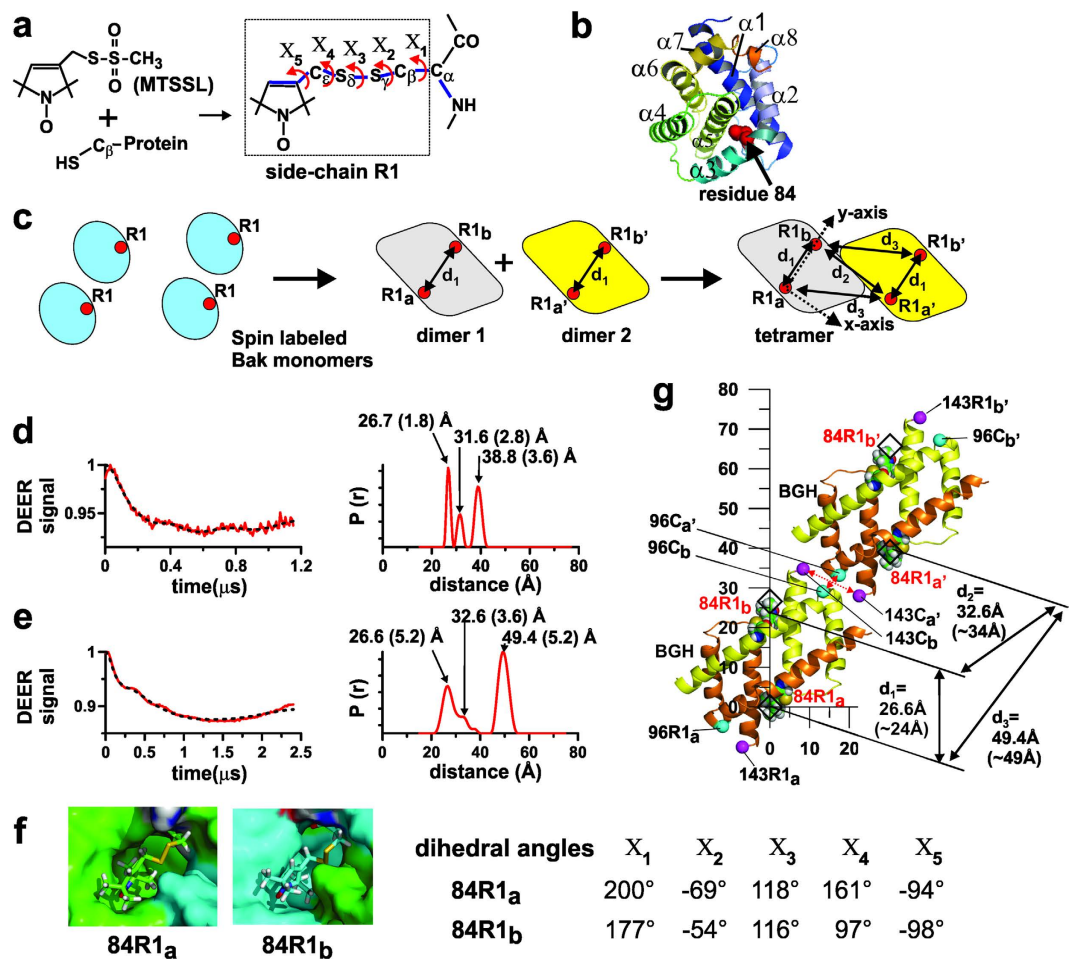 a
S
S
O
O
CH3
(MTSSL)
N
O
+
HS
Cβ
Protein
X5 X4 X3 X2 X1
CO
Cε Sδ Sγ Cβ Cα
NH
N
O
side-chain R1
b
α1
α7
α8
α6
α2
α4
α5
α3
residue 84
c
R1
R1
R1
R1
Spin labeled
Bak monomers
R1b
d1
R1a
dimer 1
+
R1b'
d1
R1a'
dimer 2
y-axis
R1b
d3
R1b'
d1
d2
d1
R1a
d3
R1a'
x-axis
tetramer
d
DEER
signal
1
0.95
0 0.4 0.8 1.2
time(μs)
26.7 (1.8) Å
31.6 (2.8) Å
38.8 (3.6) Å
P (r)
0 20 40 60 80
distance (Å)
e
DEER
signal
1
0.9
0 0.5 1 1.5 2 2.5
time(μs)
26.6 (5.2) Å
32.6 (3.6) Å
49.4 (5.2) Å
P (r)
0 20 40 60 80
distance (Å)
f
84R1a
84R1b
dihedral angles X1 X2 X3 X4 X5
84R1a 200° -69° 118° 161° -94°
84R1b 177° -54° 116° 97° -98°
g
80
70
60
50
40
30
20
10
0
0 10 20
143R1b'
84R1b'
96Cb'
BGH
96Ca'
96Cb
84R1a'
84R1b
143Ca'
143Cb
BGH
84R1a
96R1a
143R1a
d2=
32.6Å
(~34Å)
d1=
26.6Å
(~24Å)
d3=
49.4Å
(~49Å)